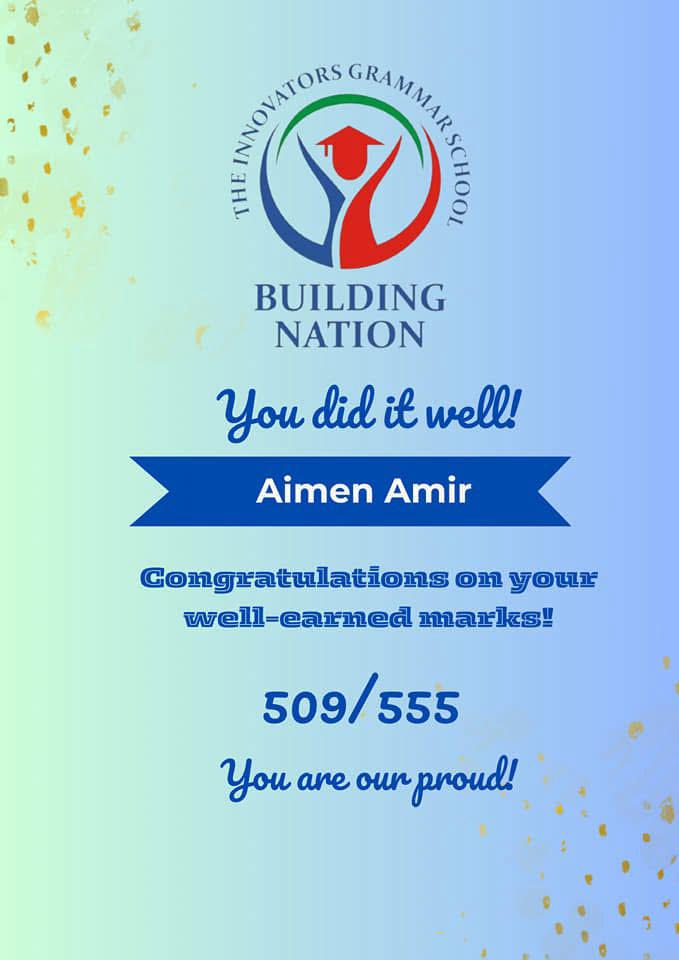 THE INNOVATORS GRAMMAR SCHOOL
BUILDING
NATION
You did it well!
Aimen Amir
Congratulations on your
well-earned marks!
509/555
You are our proud!